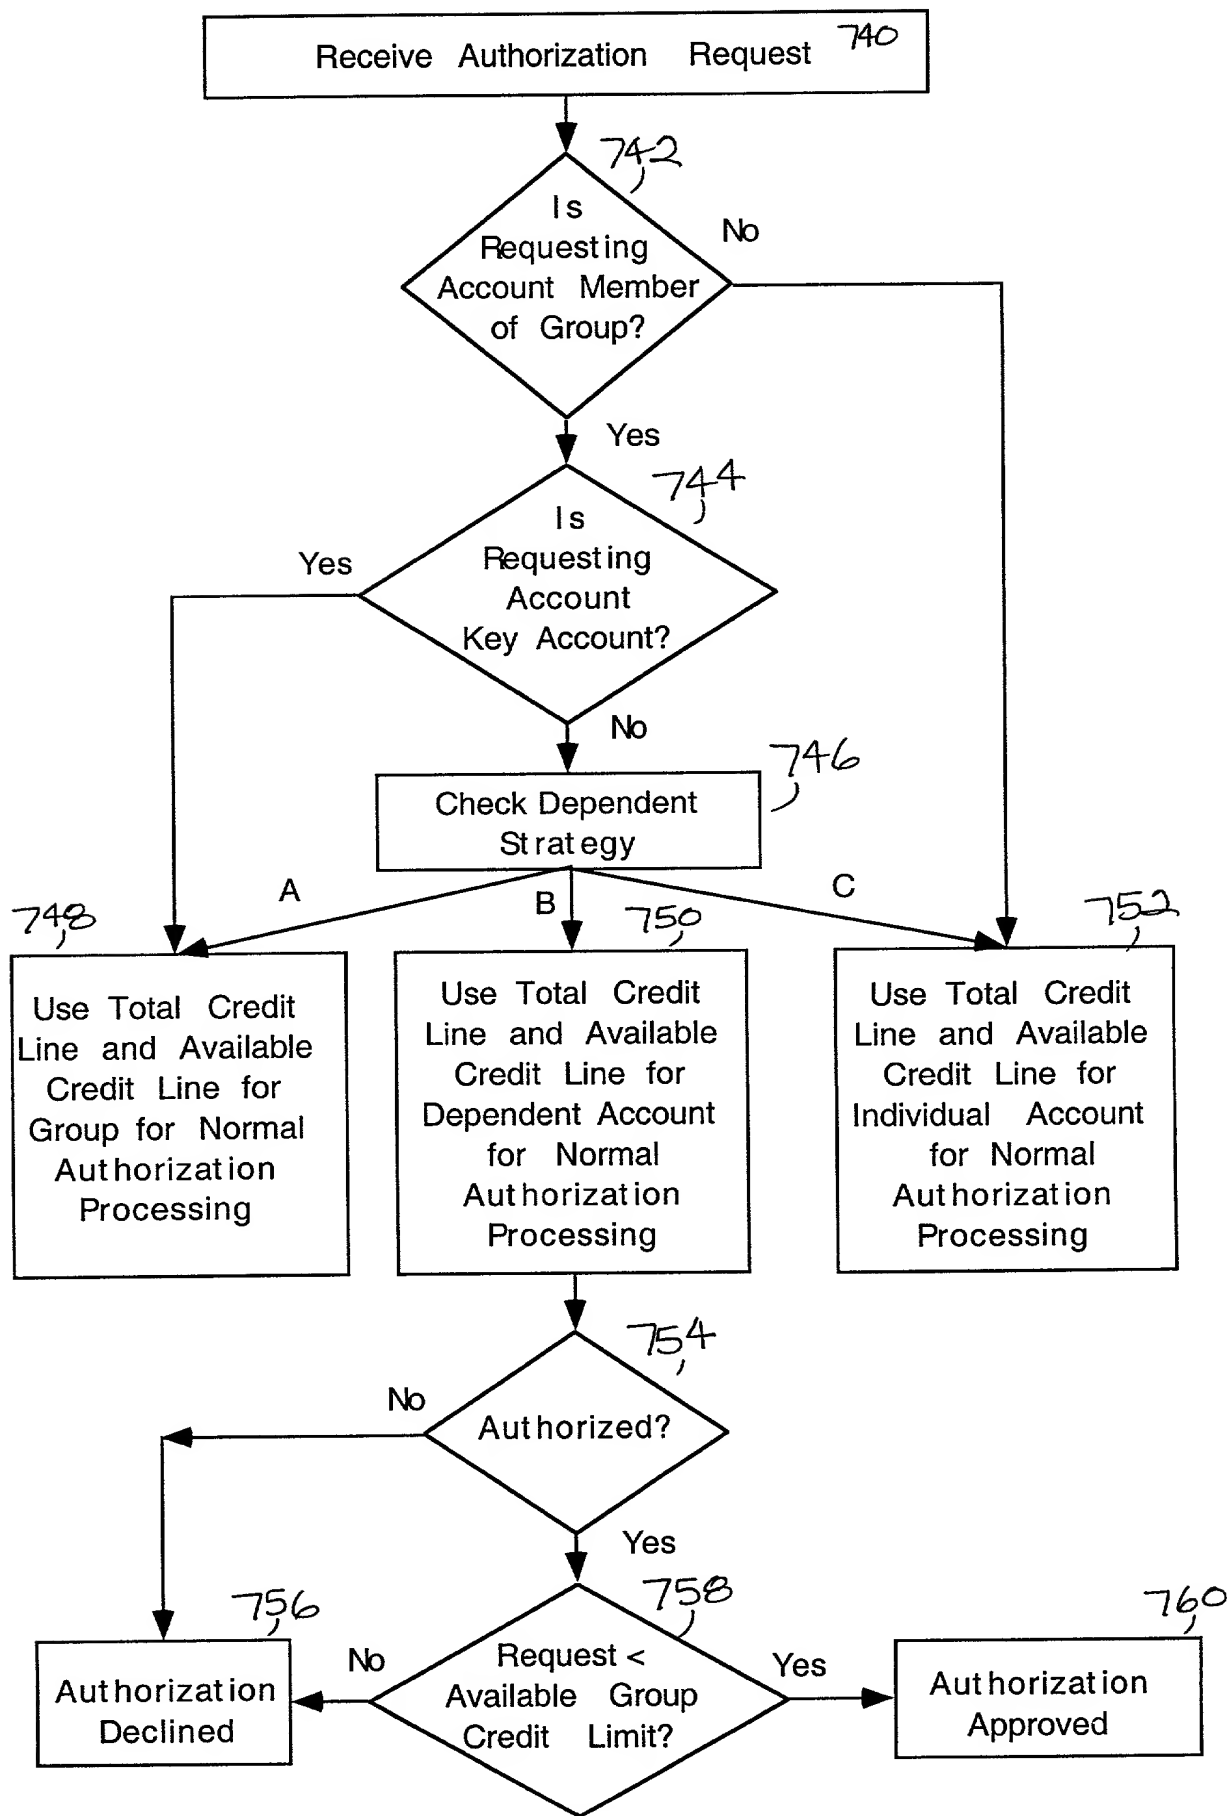 Receive Authorization Request 740
742
Is
Requesting
Account Member
of Group?
No
Yes
744
Is
Requesting
Account
Key Account?
Yes
No
746
Check Dependent
Strategy
A
B
C
748
Use Total Credit
Line and Available
Credit Line for
Group for Normal
Authorization
Processing
750
Use Total Credit
Line and Available
Credit Line for
Dependent Account
for Normal
Authorization
Processing
752
Use Total Credit
Line and Available
Credit Line for
Individual Account
for Normal
Authorization
Processing
754
Authorized?
No
Yes
756
Authorization
Declined
758
Request <
Available Group
Credit Limit?
No
Yes
760
Authorization
Approved